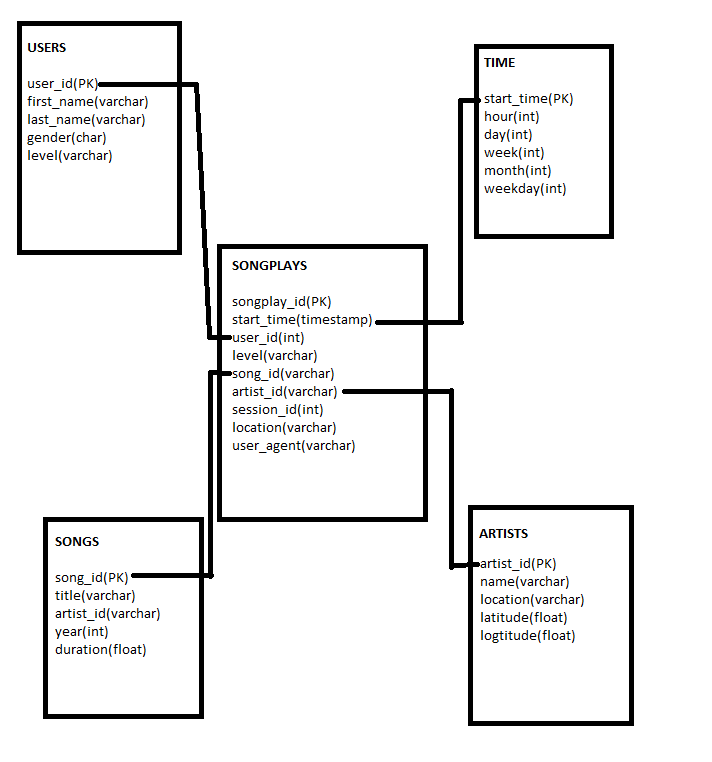 USERS
user_id(PK)
first_name(varchar)
last_name(varchar)
gender(char)
level(varchar)
TIME
start_time(PK)
hour(int)
day(int)
week(int)
month(int)
weekday(int)
SONGPLAYS
songplay_id(PK)
start_time(timestamp)
user_id(int)
level(varchar)
song_id(varchar)
artist_id(varchar)
session_id(int)
location(varchar)
user_agent(varchar)
SONGS
song_id(PK)
title(varchar)
artist_id(varchar)
year(int)
duration(float)
ARTISTS
artist_id(PK)
name(varchar)
location(varchar)
latitude(float)
logtitude(float)